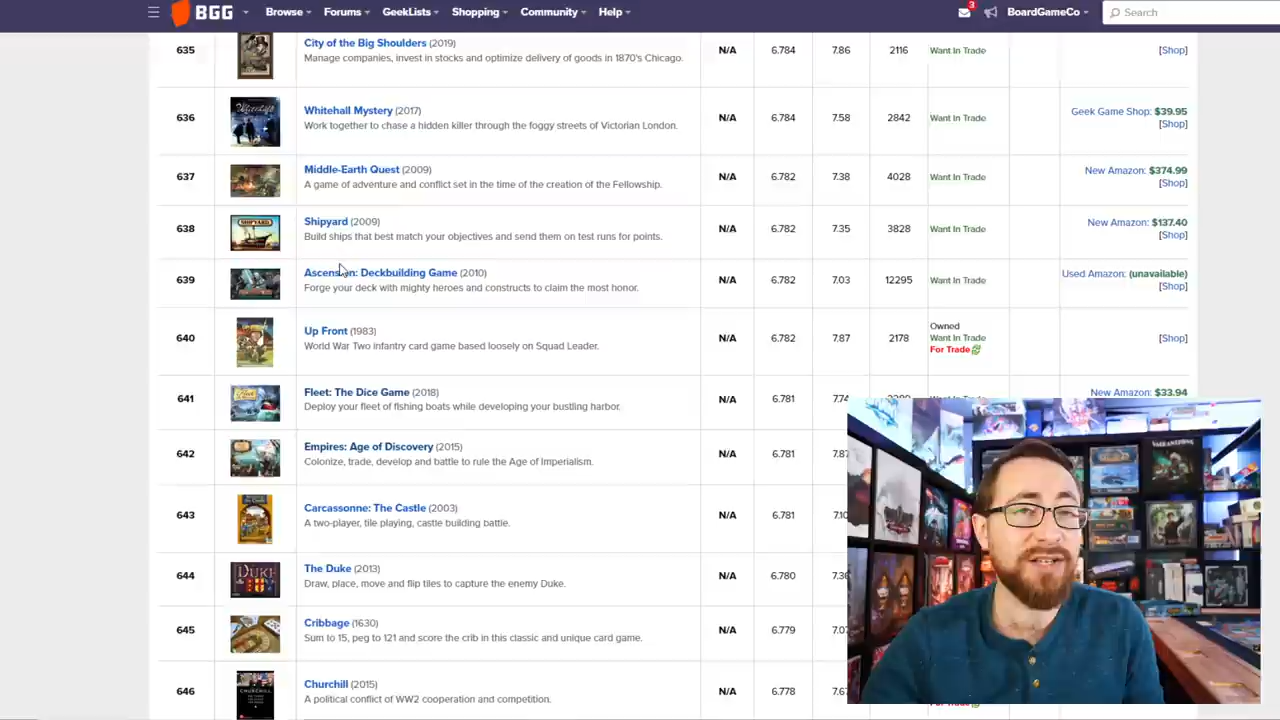 BGG Browse Forums GeekLists Shopping Community Help 3 BoardGameCo Search
635 City of the Big Shoulders (2019) N/A 6.784 7.86 2116 Want In Trade [Shop]
Manage companies, invest in stocks and optimize delivery of goods in 1870's Chicago.
636 Whitehall Mystery (2017) N/A 6.784 7.58 2842 Want In Trade Geek Game Shop: $39.95
Work together to chase a hidden killer through the foggy streets of Victorian London. [Shop]
637 Middle-Earth Quest (2009) N/A 6.782 7.38 4028 Want In Trade New Amazon: $374.99
A game of adventure and conflict set in the time of the creation of the Fellowship. [Shop]
638 Shipyard (2009) N/A 6.782 7.35 3828 Want In Trade New Amazon: $137.40
Build ships that best match your objectives and send them on test runs for points. [Shop]
639 Ascension: Deckbuilding Game (2010) N/A 6.782 7.03 12295 Want In Trade Used Amazon: (unavailable)
Forge your deck with mighty heroes and constructs to claim the most honor. [Shop]
640 Up Front (1983) N/A 6.782 7.87 2178 Owned
World War Two infantry card game based loosely on Squad Leader. Want In Trade [Shop]
For Trade
641 Fleet: The Dice Game (2018) N/A 6.781 New Amazon: $33.94
Deploy your fleet of fishing boats while developing your bustling harbor.
642 Empires: Age of Discovery (2015) N/A 6.781
Colonize, trade, develop and battle to rule the Age of Imperialism.
643 Carcassonne: The Castle (2003) N/A 6.781
A two-player, tile playing, castle building battle.
644 The Duke (2013) N/A 6.780
Draw, place, move and flip tiles to capture the enemy Duke.
645 Cribbage (1630) N/A 6.779
Sum to 15, peg to 121 and score the crib in this classic and unique card game.
646 Churchill (2015) N/A 6.778
A political conflict of WW2 cooperation and competition.
SHIPYARD
DUKE
CHURCHILL